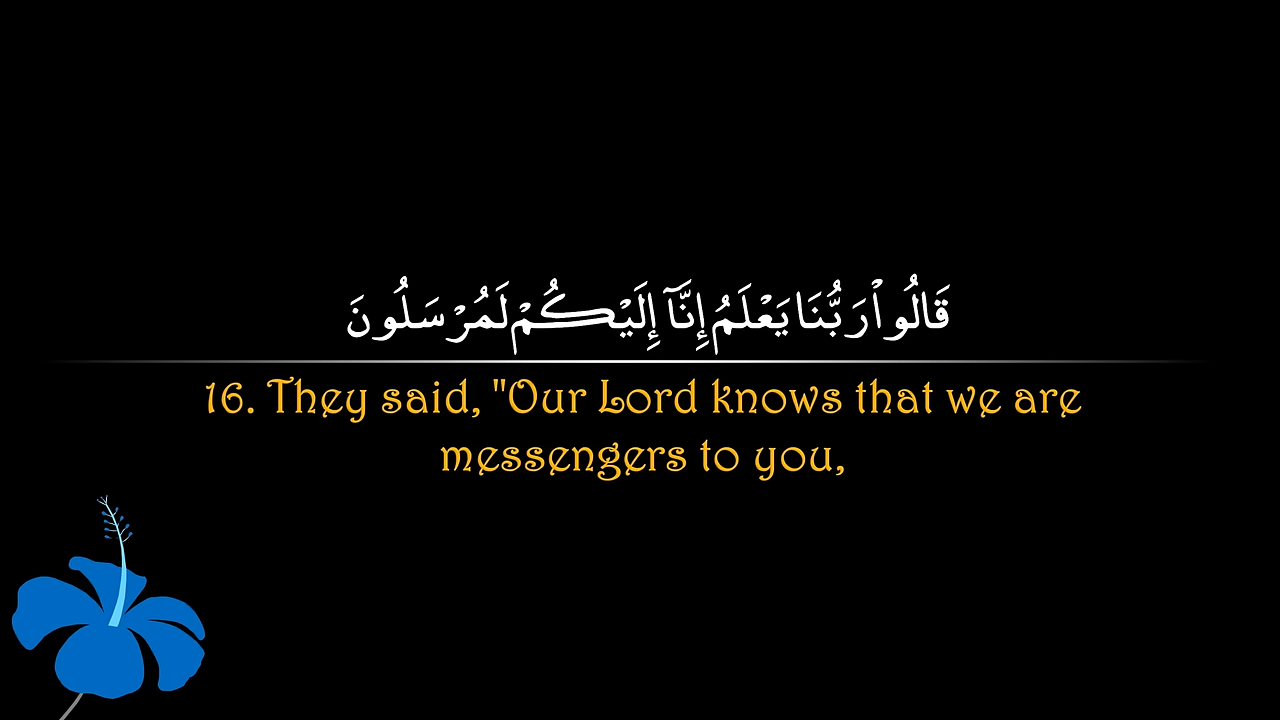 قَالُوا۟ رَبُّنَا يَعْلَمُ إِنَّآ إِلَيْكُمْ لَمُرْسَلُونَ
16. They said, "Our Lord knows that we are
messengers to you,